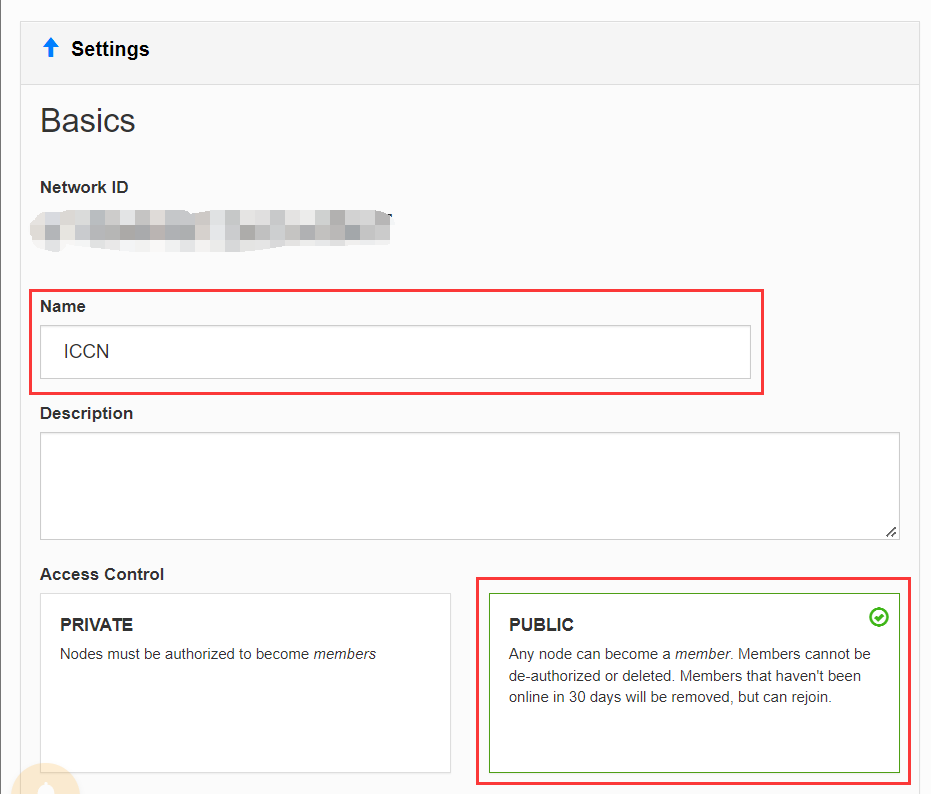 Settings
Basics
Network ID
Name
ICCN
Description
Access Control
PRIVATE
Nodes must be authorized to become members
PUBLIC
Any node can become a member. Members cannot be
de-authorized or deleted. Members that haven't been
online in 30 days will be removed, but can rejoin.